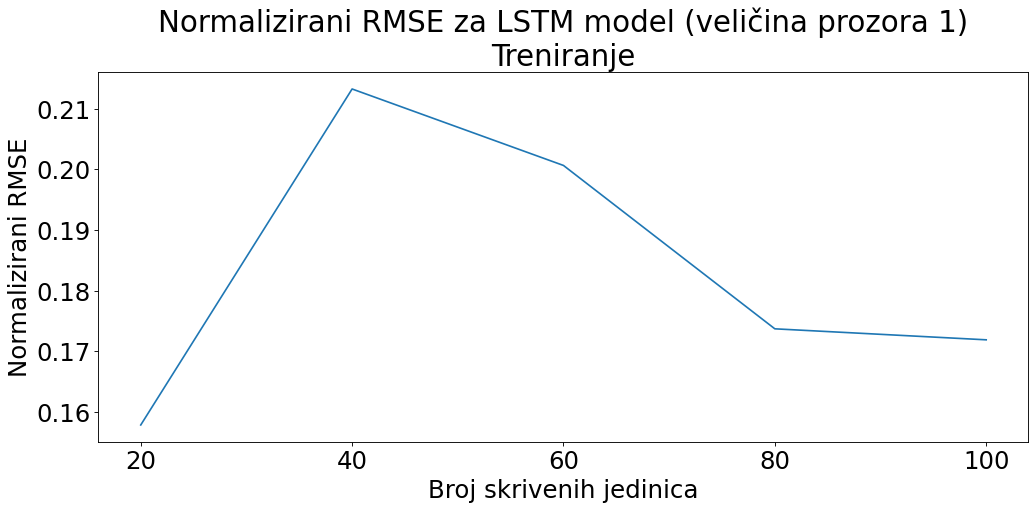 Normalizirani RMSE za LSTM model (veličina prozora 1)
Treniranje
Normalizirani RMSE
0.21
0.20
0.19
0.18
0.17
0.16
20 40 60 80 100
Broj skrivenih jedinica